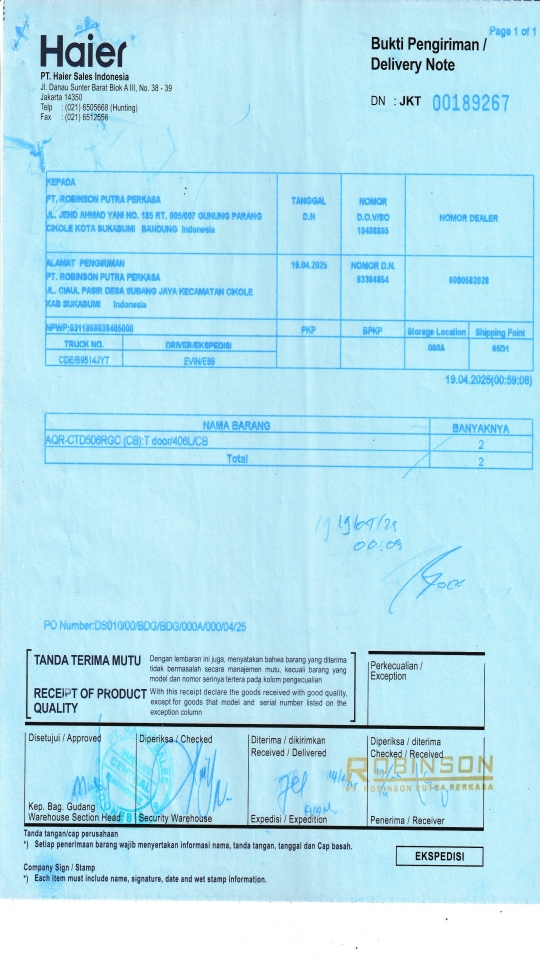 Page 1 of 1
Haier
Bukti Pengiriman /
Delivery Note
PT. Haier Sales Indonesia
Jl. Danau Sunter Barat Blok A III, No. 38 - 39
Jakarta 14350
Telp : (021) 6505668 (Hunting)
Fax : (021) 6512556
DN : JKT 00189267
KEPADA
PT. ROBINSON PUTRA PERKASA
JL. JEND AHMAD YANI NO. 185 RT. 005/007 GUNUNG PARANG
CIKOLE KOTA SUKABUMI BANDUNG Indonesia
TANGGAL
D.N
NOMOR
D.O.V/SO
NOMOR DEALER
ALAMAT PENGIRIMAN
PT. ROBINSON PUTRA PERKASA
JL. CIAUL PASIR DESA SUBANG JAYA KECAMATAN CIKOLE
KAB SUKABUMI Indonesia
19.04.2025
NOMOR D.N.
83384854
PKP
BPKP
Storage Location
Shipping Point
000A
TRUCK NO.
DRIVER/EKSPEDISI
CDE/B9514JYT
EVIN/E88
19.04.2025(00:59:08)
NAMA BARANG
BANYAKNYA
AQR-CTD506RGC (CB):T door/406L/CB
2
Total
2
PO Number:DS010/00/BDG/BDG/000A/000/04/25
TANDA TERIMA MUTU
Dengan lembaran ini juga, menyatakan bahwa barang yang diterima
tidak bermasalah secara manajemen mutu, kecuali barang yang
model dan nomor serinya tertera pada kolom pengecualian
RECEIPT OF PRODUCT
QUALITY
With this receipt declare the goods received with good quality,
except for goods that model and serial number listed on the
exception column
Perkecualian /
Exception
Disetujui / Approved
Diperiksa / Checked
Diterima / dikirimkan
Received / Delivered
Diperiksa / diterima
Checked / Received
ROBINSON
PT. ROBINSON PUTRA PERKASA
Kep. Bag. Gudang
Warehouse Section Head
Security Warehouse
Expedisi / Expedition
Penerima / Receiver
Tanda tangan/cap perusahaan
*) Setiap penerimaan barang wajib menyertakan informasi nama, tanda tangan, tanggal dan Cap basah.
EKSPEDISI
Company Sign / Stamp
*) Each item must include name, signature, date and wet stamp information.